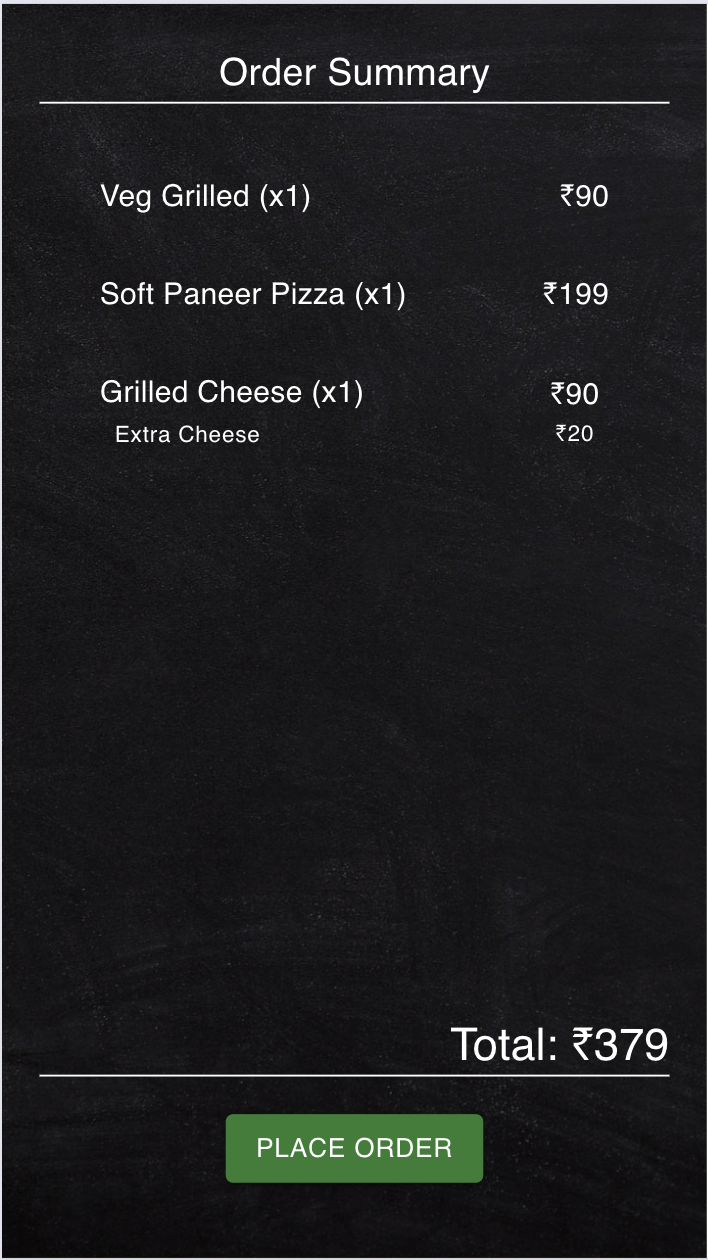 Order Summary
Veg Grilled (x1) ₹90
Soft Paneer Pizza (x1) ₹199
Grilled Cheese (x1) ₹90
Extra Cheese ₹20
Total: ₹379
PLACE ORDER